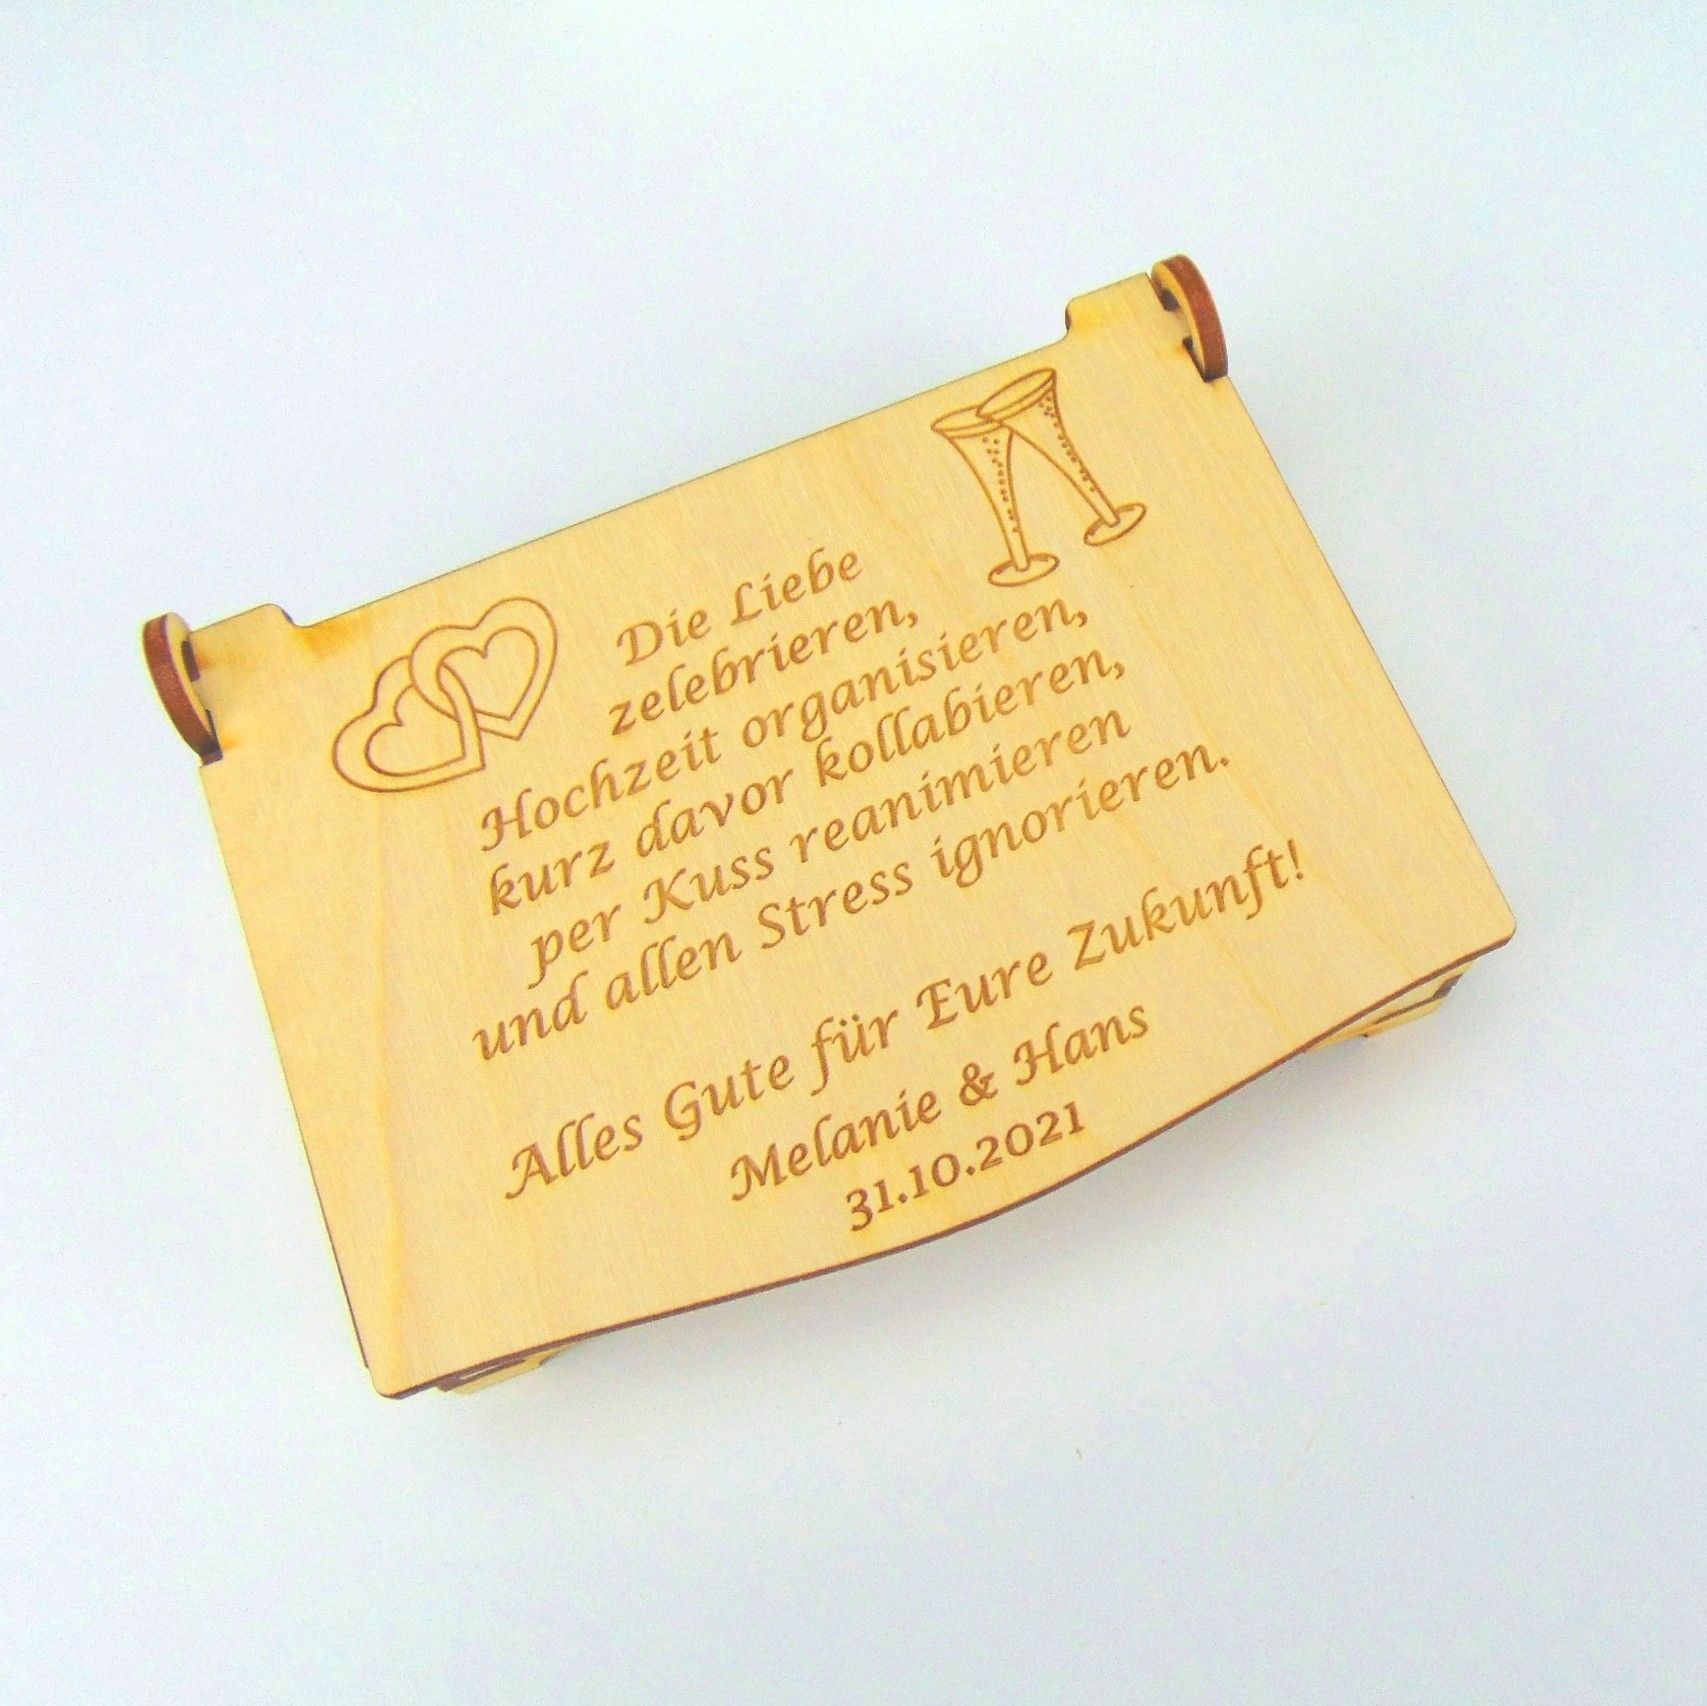 Die Liebe
zelebrieren,
Hochzeit organisieren,
kurz davor kollabieren,
per Kuss reanimieren
und allen Stress ignorieren.
Alles Gute für Eure Zukunft!
Melanie & Hans
31.10.2021